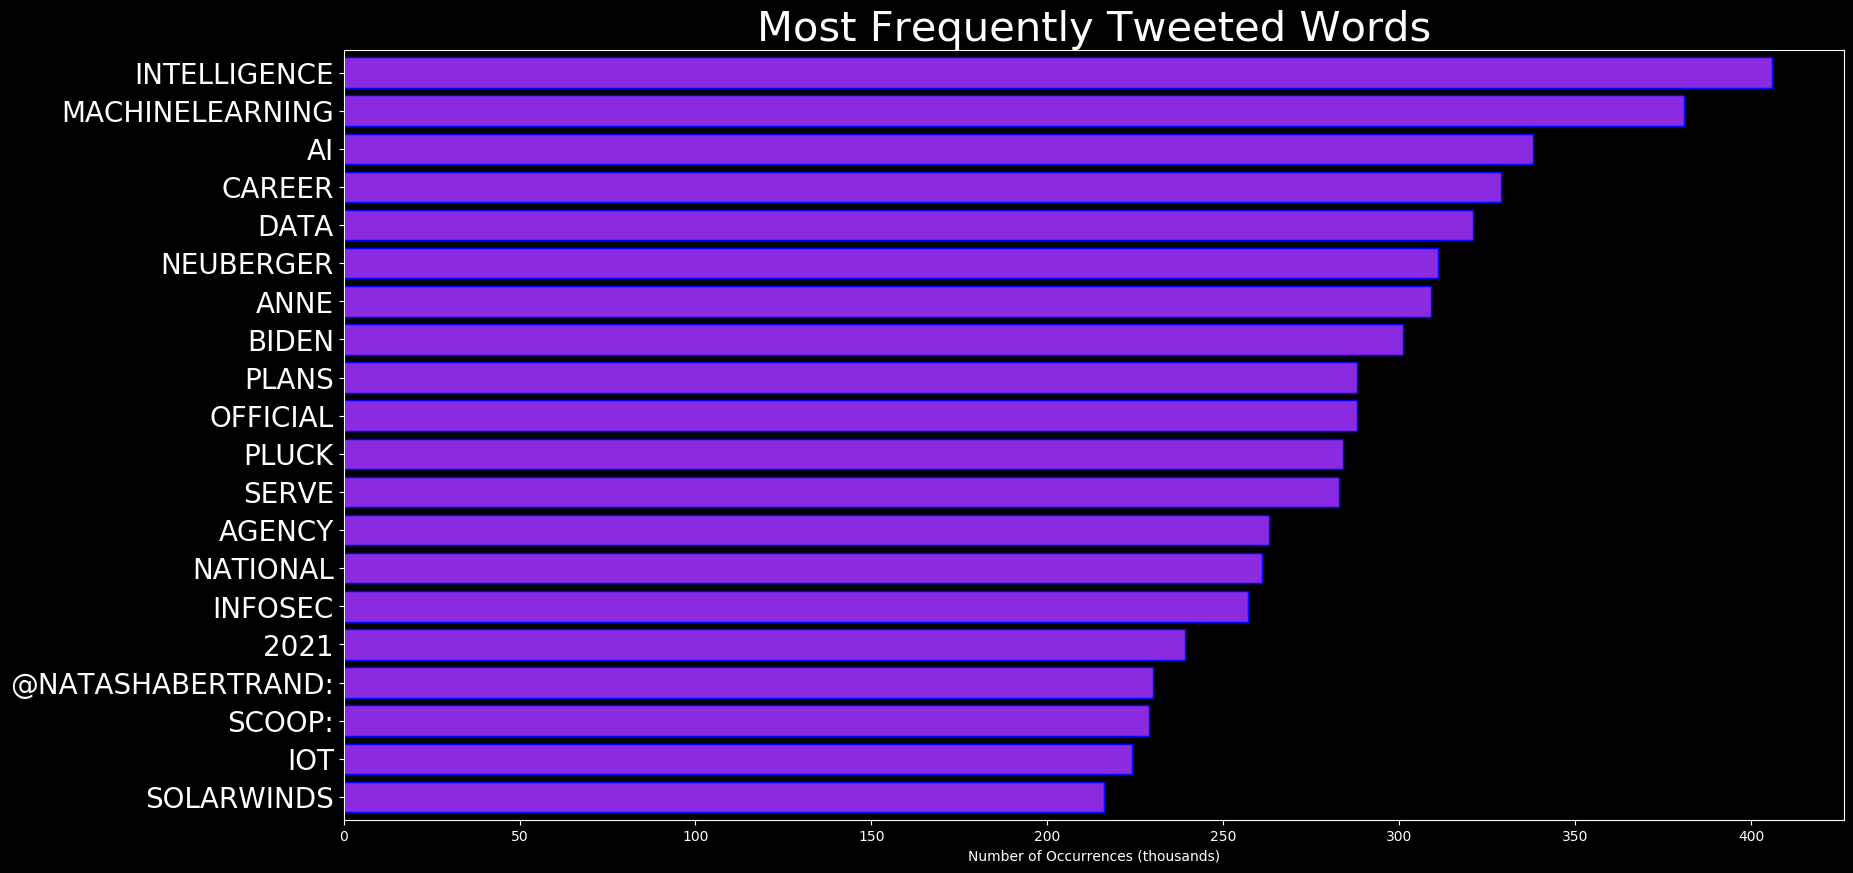 Most Frequently Tweeted Words
INTELLIGENCE
MACHINELEARNING
AI
CAREER
DATA
NEUBERGER
ANNE
BIDEN
PLANS
OFFICIAL
PLUCK
SERVE
AGENCY
NATIONAL
INFOSEC
2021
@NATASHABERTRAND:
SCOOP:
IOT
SOLARWINDS
0 50 100 150 200 250 300 350 400
Number of Occurrences (thousands)